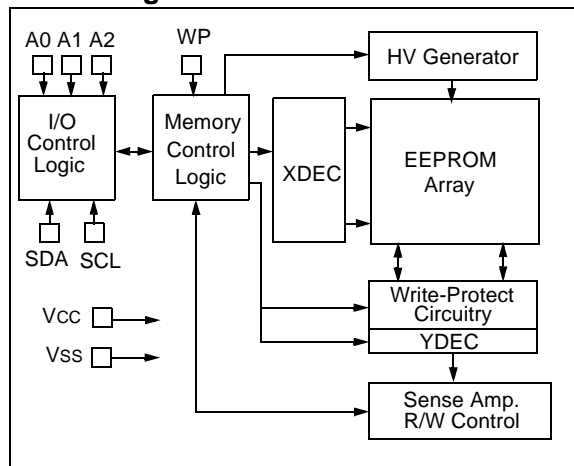 A0 A1 A2
WP
HV Generator
I/O
Control
Logic
Memory
Control
Logic
XDEC
EEPROM
Array
SDA
SCL
Write-Protect
Circuitry
YDEC
VCC
VSS
Sense Amp.
R/W Control